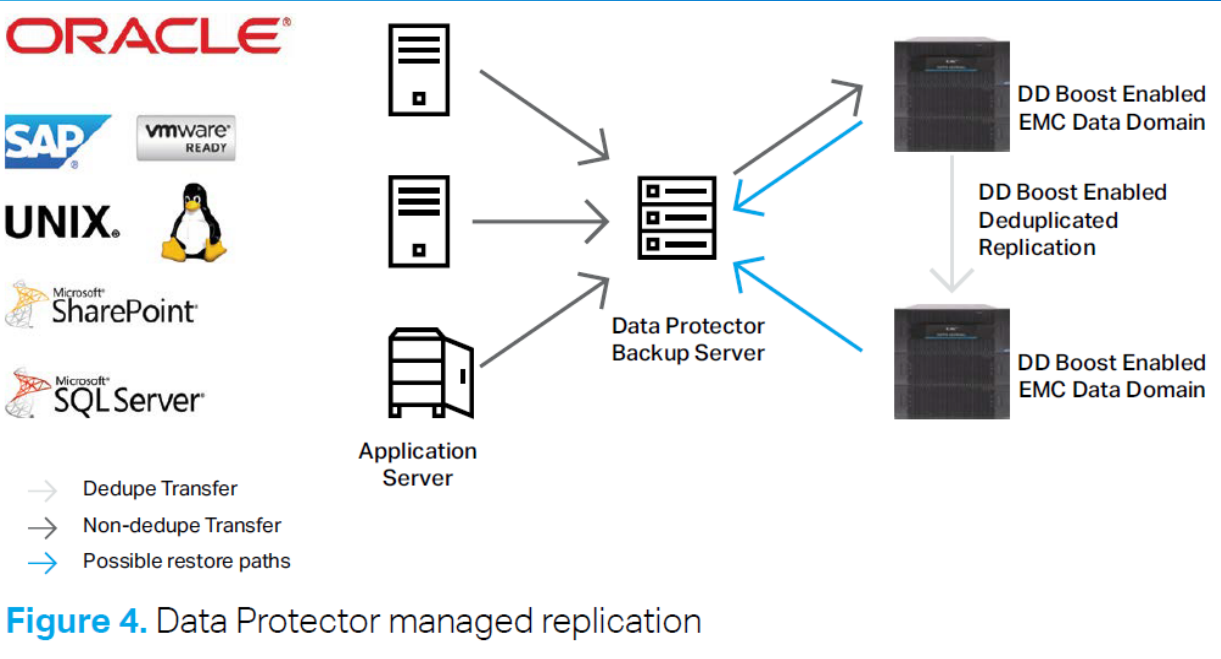 ORACLE®
SAP®
vmware®
READY
UNIX®
Microsoft®
SharePoint®
Microsoft®
SQL Server®
Application
Server
Data Protector
Backup Server
DD Boost Enabled
EMC Data Domain
DD Boost Enabled
Deduplicated
Replication
DD Boost Enabled
EMC Data Domain
Dedupe Transfer
Non-dedupe Transfer
Possible restore paths
Figure 4. Data Protector managed replication